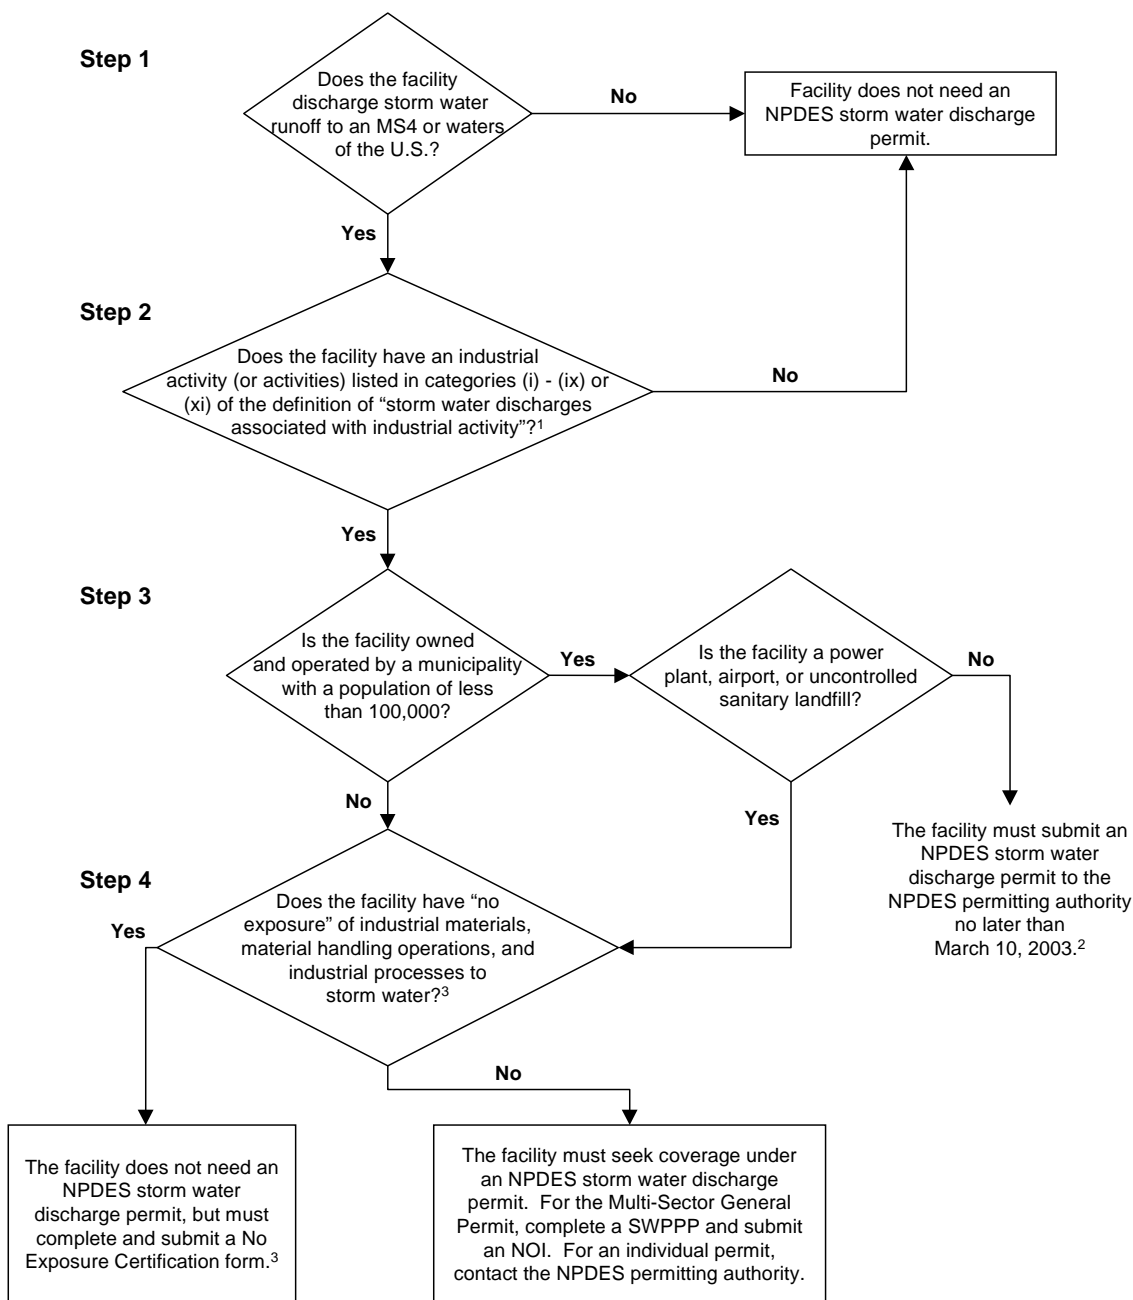 Step 1
Does the facility
discharge storm water
runoff to an MS4 or waters
of the U.S.?
No
Facility does not need an
NPDES storm water discharge
permit.
Yes
Step 2
Does the facility have an industrial
activity (or activities) listed in categories (i) - (ix) or
(xi) of the definition of “storm water discharges
associated with industrial activity”?1
No
Yes
Step 3
Is the facility owned
and operated by a municipality
with a population of less
than 100,000?
Yes
Is the facility a power
plant, airport, or uncontrolled
sanitary landfill?
No
No
Yes
The facility must submit an
NPDES storm water
discharge permit to the
NPDES permitting authority
no later than
March 10, 2003.2
Step 4
Does the facility have “no
exposure” of industrial materials,
material handling operations, and
industrial processes to
storm water?3
Yes
No
The facility does not need an
NPDES storm water
discharge permit, but must
complete and submit a No
Exposure Certification form.3
The facility must seek coverage under
an NPDES storm water discharge
permit. For the Multi-Sector General
Permit, complete a SWPPP and submit
an NOI. For an individual permit,
contact the NPDES permitting authority.